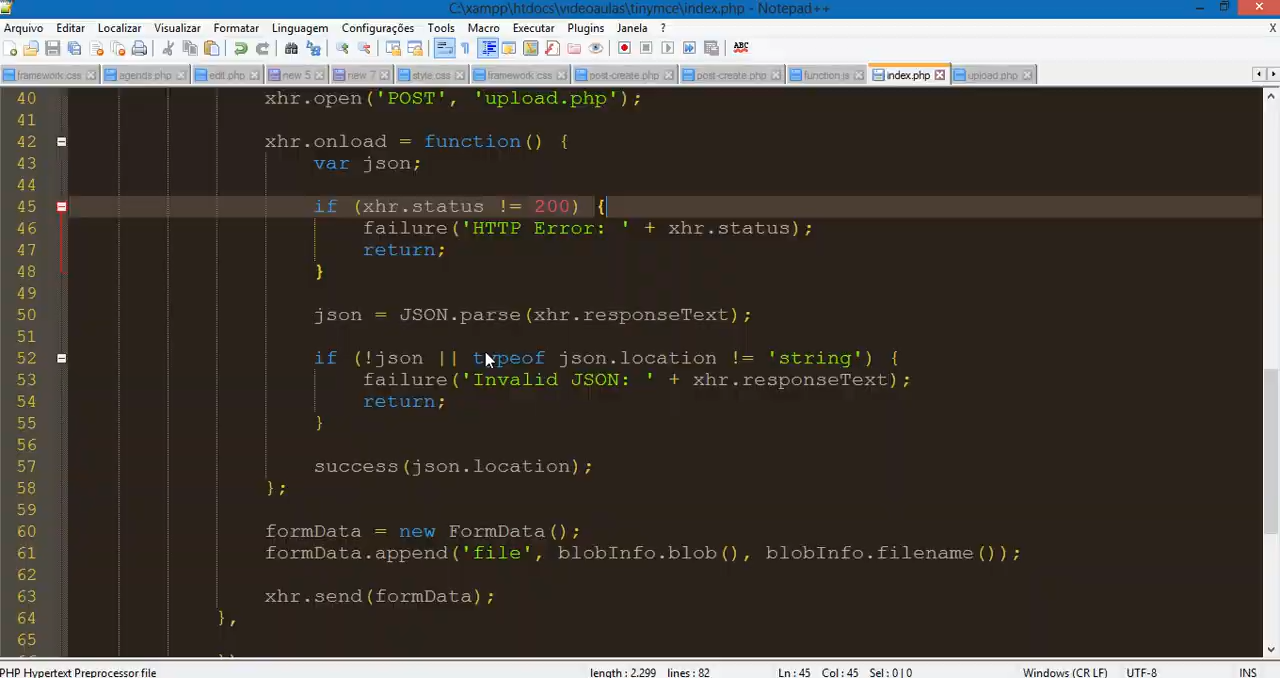 C:\xampp\htdocs\videoaulas\tinymce\index.php - Notepad++
Arquivo Editar Localizar Visualizar Formatar Linguagem Configurações Tools Macro Executar Plugins Janela ? X
ABC
framework.css agends.php edit.php new 5 new 7 style.css framework.css post-create.php post-create.php function.js index.php upload.php
40 xhr.open('POST', 'upload.php');
41
42 xhr.onload = function() {
43 var json;
44
45 if (xhr.status != 200) {
46 failure('HTTP Error: ' + xhr.status);
47 return;
48 }
49
50 json = JSON.parse(xhr.responseText);
51
52 if (!json || typeof json.location != 'string') {
53 failure('Invalid JSON: ' + xhr.responseText);
54 return;
55 }
56
57 success(json.location);
58 };
59
60 formData = new FormData();
61 formData.append('file', blobInfo.blob(), blobInfo.filename());
62
63 xhr.send(formData);
64 },
65
PHP Hypertext Preprocessor file length : 2.299 lines : 82 Ln : 45 Col : 45 Sel : 0 | 0 Windows (CR LF) UTF-8 INS